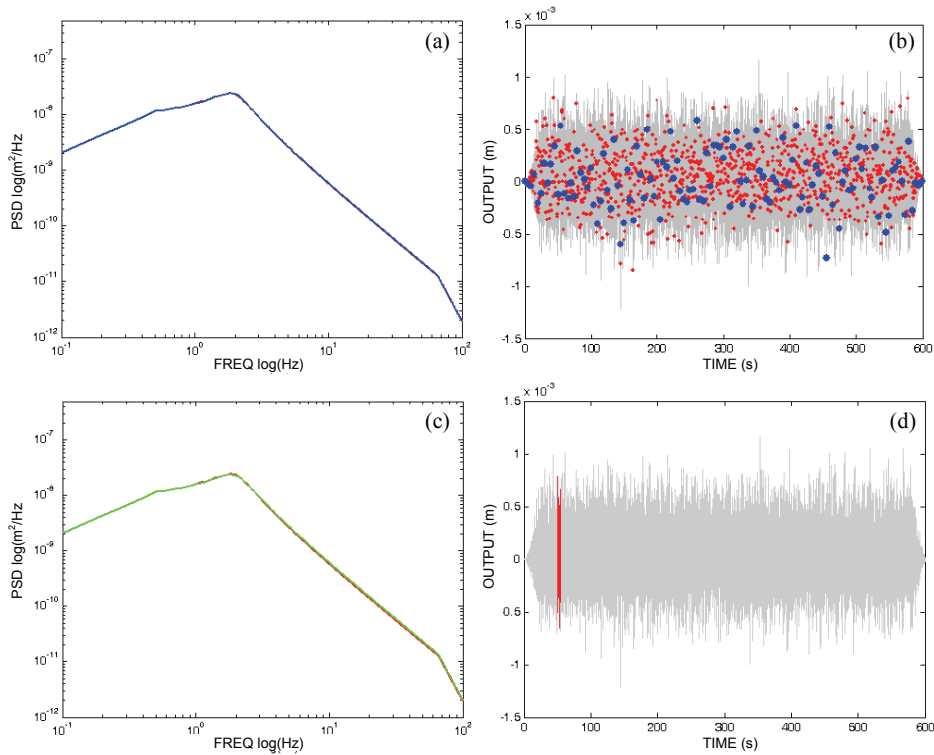 (a)
10⁻⁷
10⁻⁸
10⁻⁹
10⁻¹⁰
10⁻¹¹
10⁻¹²
PSD log(m²/Hz)
10⁻¹ 10⁰ 10¹ 10²
FREQ log(Hz)
(b)
x 10⁻³
1.5
1
0.5
0
-0.5
-1
-1.5
OUTPUT (m)
0 100 200 300 400 500 600
TIME (s)
(c)
10⁻⁷
10⁻⁸
10⁻⁹
10⁻¹⁰
10⁻¹¹
10⁻¹²
PSD log(m²/Hz)
10⁻¹ 10⁰ 10¹ 10²
FREQ log(Hz)
(d)
x 10⁻³
1.5
1
0.5
0
0.5
-1
-1.5
OUTPUT (m)
0 100 200 300 400 500 600
TIME (s)